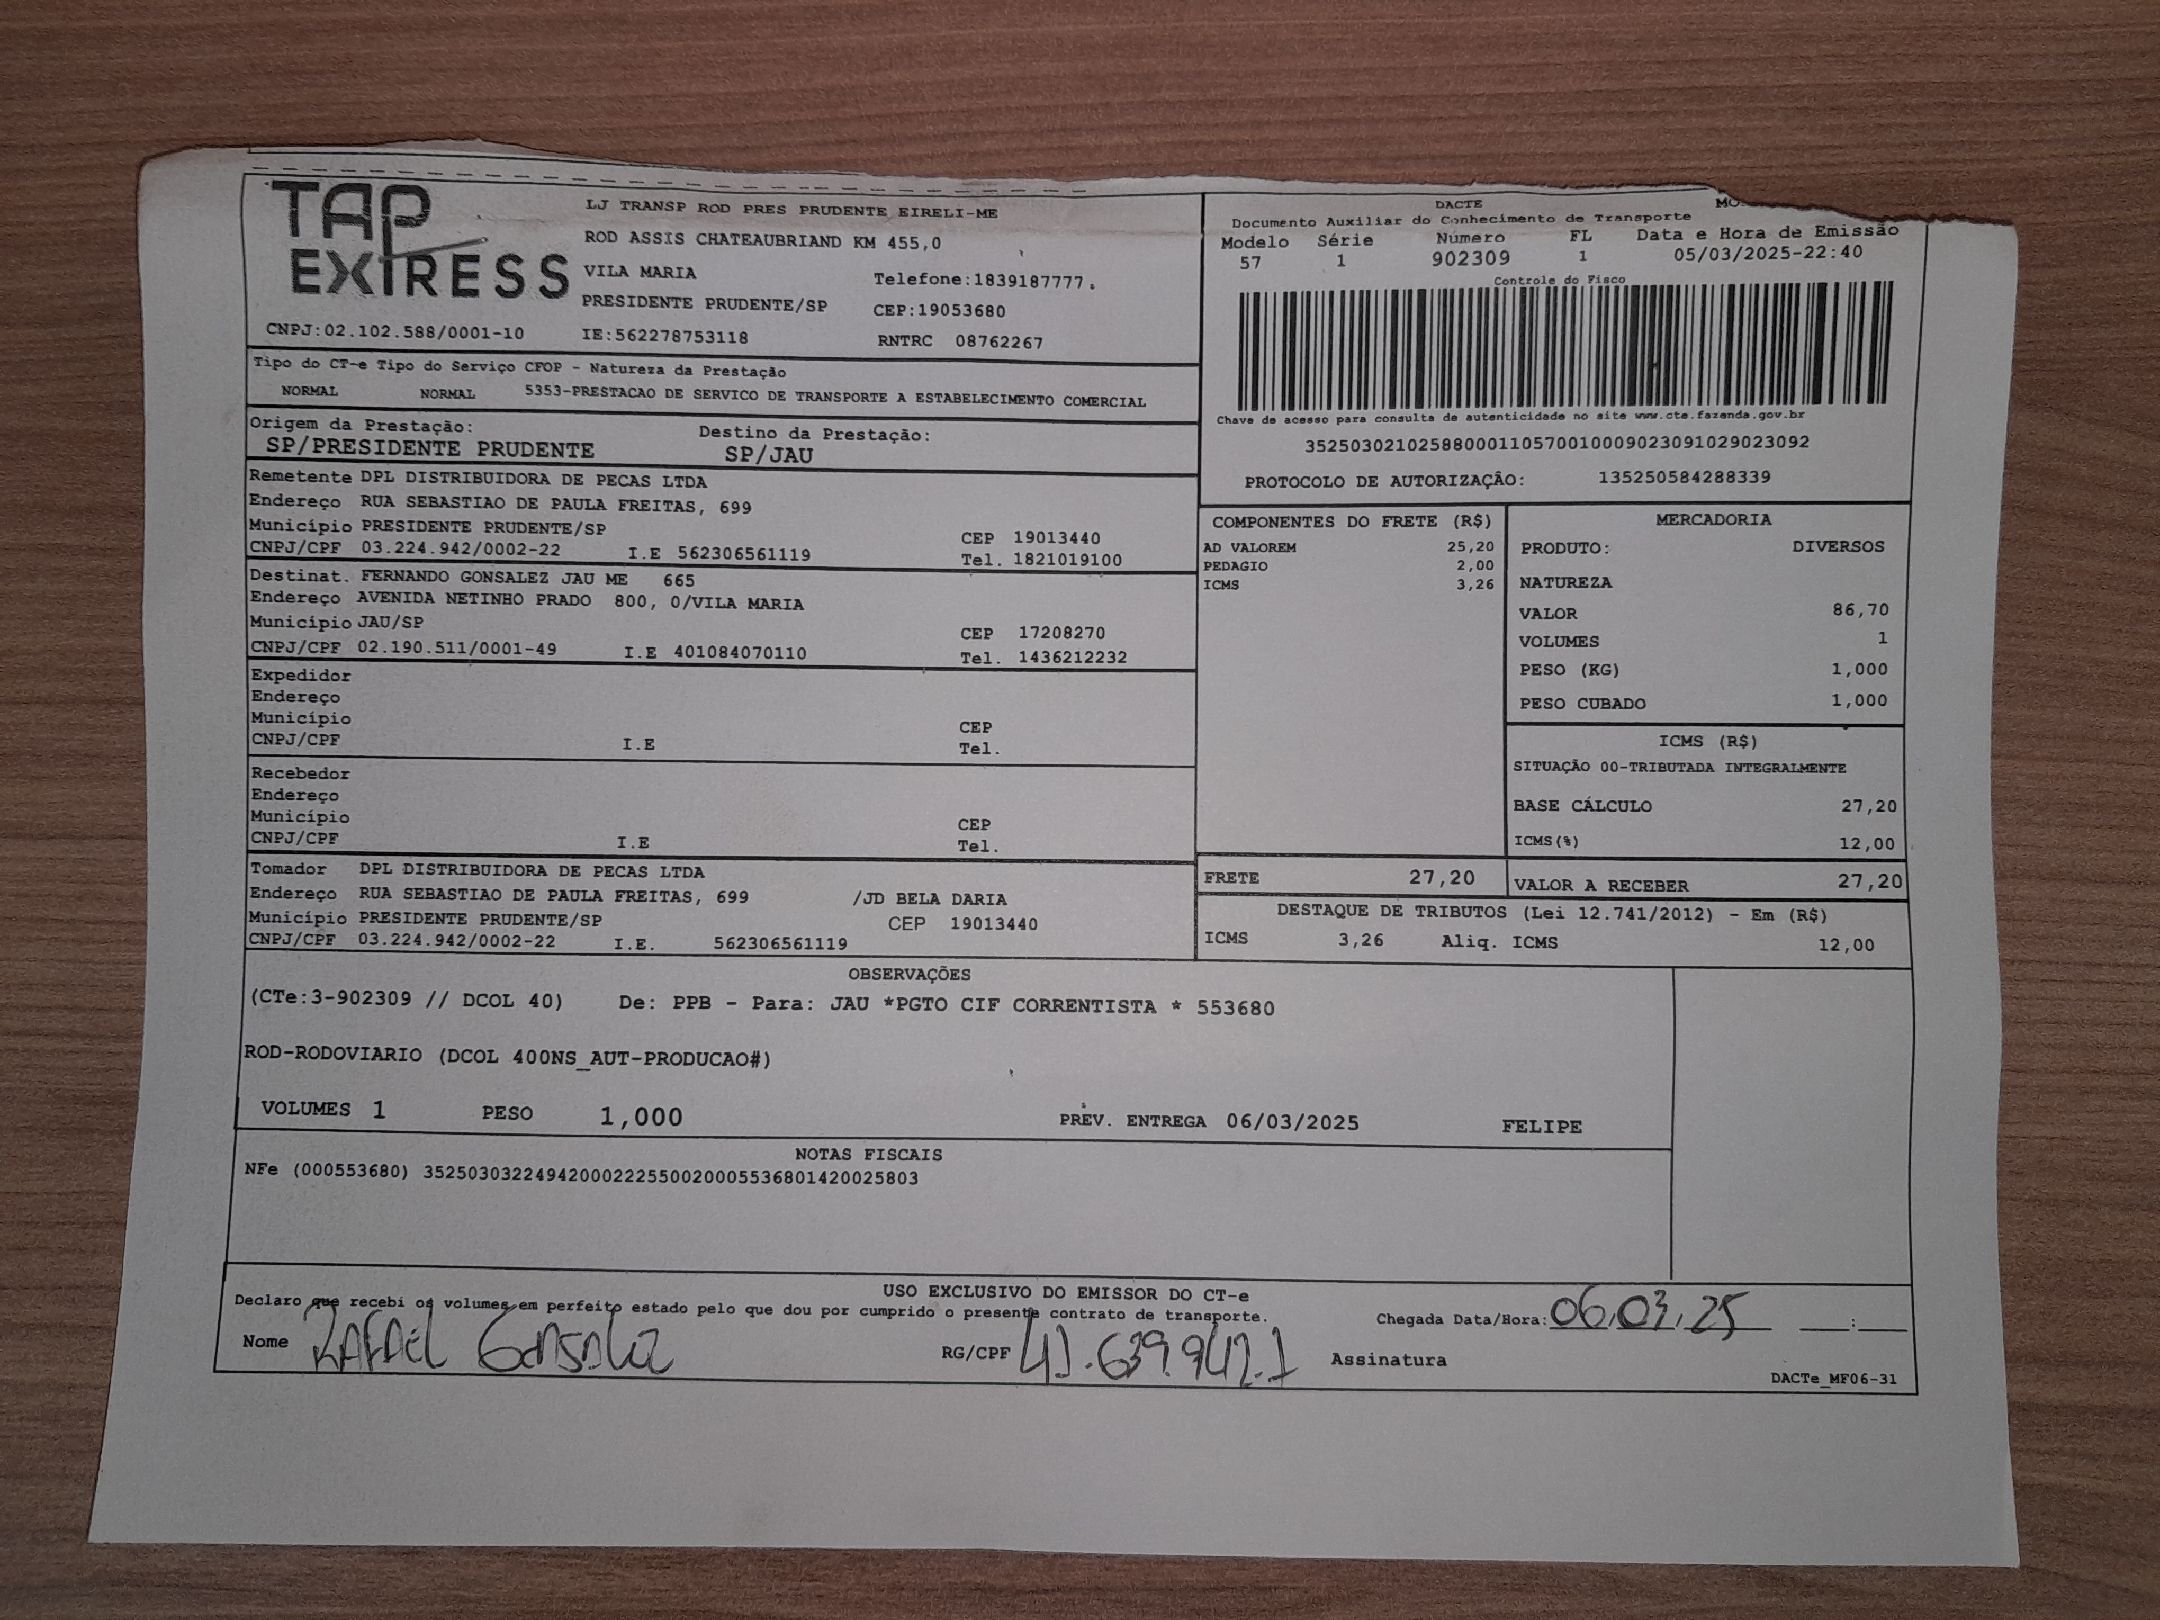 TAP
EXPRESS
LJ TRANSP ROD PRES PRUDENTE EIRELI-ME
ROD ASSIS CHATEAUBRIAND KM 455,0
VILA MARIA Telefone:1839187777.
PRESIDENTE PRUDENTE/SP CEP:19053680
CNPJ:02.102.588/0001-10 IE:562278753118 RNTRC 08762267
DACTE
Documento Auxiliar do Conhecimento de Transporte
Modelo Série Número FL Data e Hora de Emissão
57 1 902309 1 05/03/2025-22:40
Controle do Fisco
Chave de acesso para consulta de autenticidade no site www.cte.fazenda.gov.br
35250302102588000110570010009023091029023092
PROTOCOLO DE AUTORIZAÇÃO: 135250584288339
Tipo do CT-e Tipo do Serviço CFOP - Natureza da Prestação
NORMAL NORMAL 5353-PRESTACAO DE SERVICO DE TRANSPORTE A ESTABELECIMENTO COMERCIAL
Origem da Prestação: Destino da Prestação:
SP/PRESIDENTE PRUDENTE SP/JAU
Remetente DPL DISTRIBUIDORA DE PECAS LTDA
Endereço RUA SEBASTIAO DE PAULA FREITAS, 699
Município PRESIDENTE PRUDENTE/SP CEP 19013440
CNPJ/CPF 03.224.942/0002-22 I.E 562306561119 Tel. 1821019100
Destinat. FERNANDO GONSALEZ JAU ME 665
Endereço AVENIDA NETINHO PRADO 800, 0/VILA MARIA
Município JAU/SP CEP 17208270
CNPJ/CPF 02.190.511/0001-49 I.E 401084070110 Tel. 1436212232
Expedidor
Endereço
Município CEP
CNPJ/CPF I.E Tel.
Recebedor
Endereço
Município CEP
CNPJ/CPF I.E Tel.
Tomador DPL DISTRIBUIDORA DE PECAS LTDA
Endereço RUA SEBASTIAO DE PAULA FREITAS, 699 /JD BELA DARIA
Município PRESIDENTE PRUDENTE/SP CEP 19013440
CNPJ/CPF 03.224.942/0002-22 I.E. 562306561119
COMPONENTES DO FRETE (R$)
AD VALOREM 25,20
PEDAGIO 2,00
ICMS 3,26
MERCADORIA
PRODUTO: DIVERSOS
NATUREZA
VALOR 86,70
VOLUMES 1
PESO (KG) 1,000
PESO CUBADO 1,000
ICMS (R$)
SITUAÇÃO 00-TRIBUTADA INTEGRALMENTE
BASE CÁLCULO 27,20
ICMS(%) 12,00
FRETE 27,20 VALOR A RECEBER 27,20
DESTAQUE DE TRIBUTOS (Lei 12.741/2012) - Em (R$)
ICMS 3,26 Aliq. ICMS 12,00
OBSERVAÇÕES
(CTe:3-902309 // DCOL 40) De: PPB - Para: JAU *PGTO CIF CORRENTISTA * 553680
ROD-RODOVIARIO (DCOL 400NS_AUT-PRODUCAO#)
VOLUMES 1 PESO 1,000 PREV. ENTREGA 06/03/2025 FELIPE
NOTAS FISCAIS
NFe (000553680) 35250303224942000222550020005536801420025803
USO EXCLUSIVO DO EMISSOR DO CT-e
Declaro que recebi os volumes em perfeito estado pelo que dou por cumprido o presente contrato de transporte. Chegada Data/Hora: 06,03,25 __:__
Nome RAFAEL Gonsalez RG/CPF 41.639.942.1 Assinatura
DACTe_MF06-31